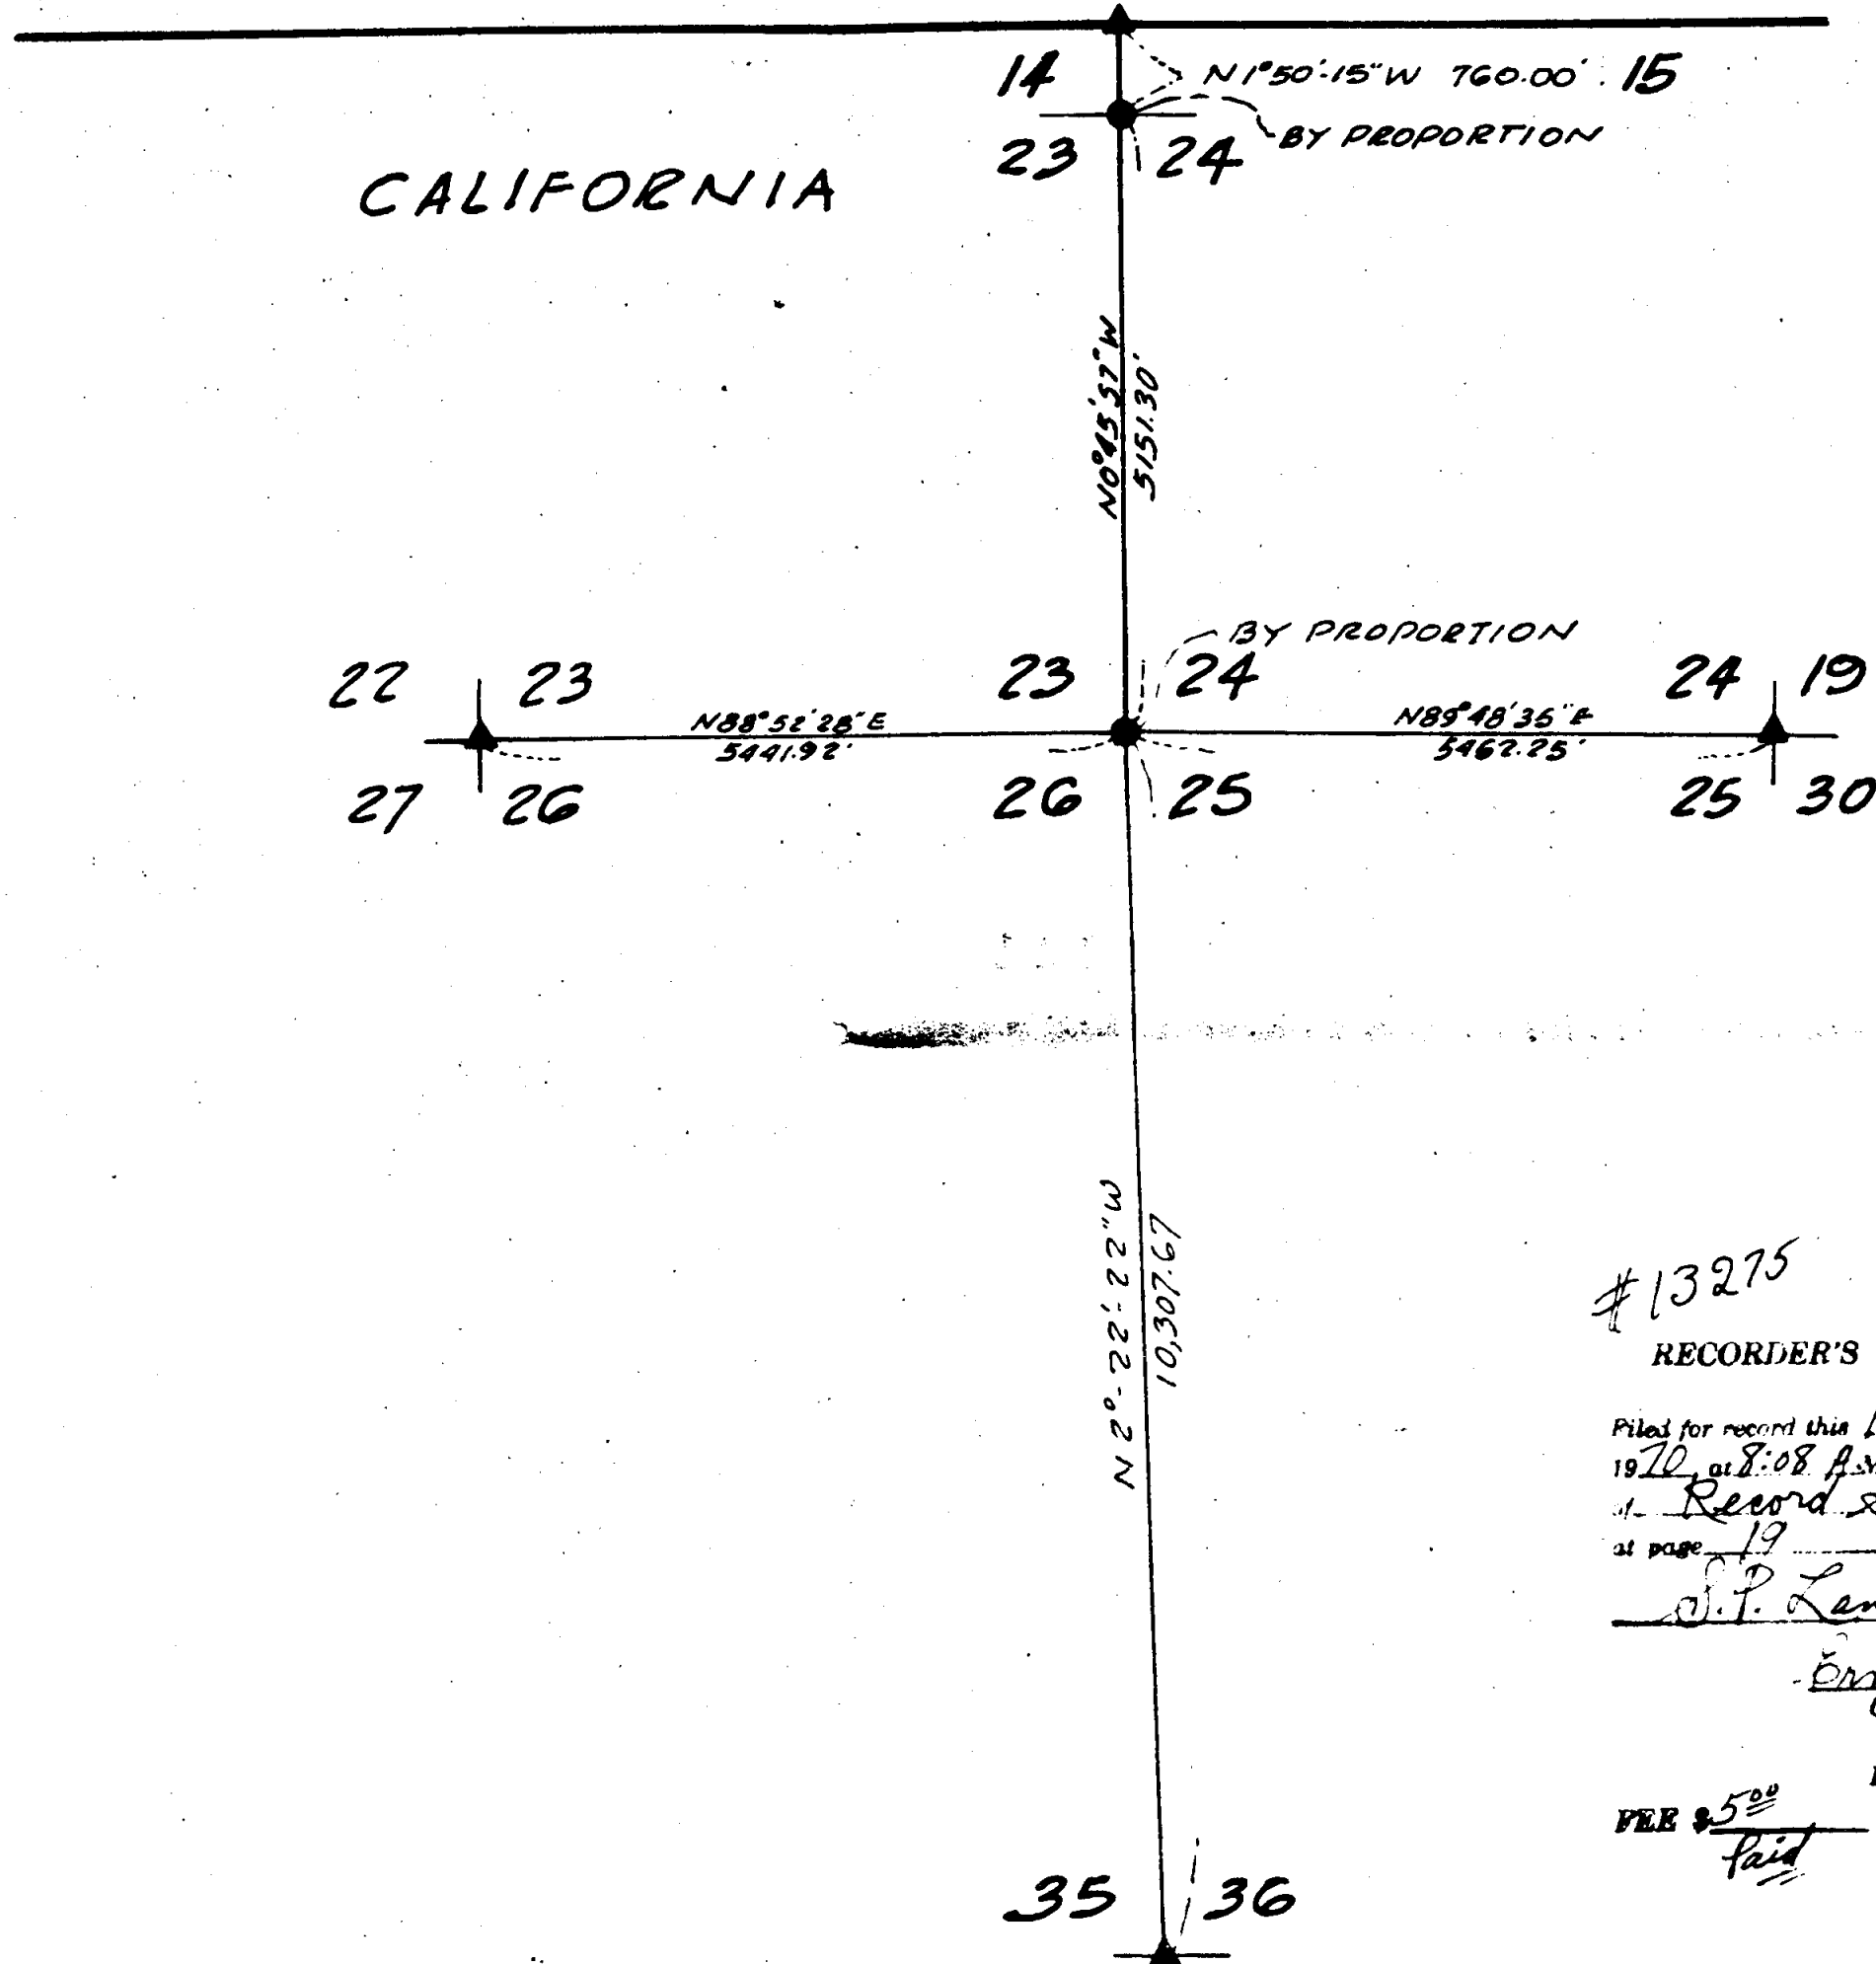 14 N1°50'-15"W 760.00' 15
23 24 BY PROPORTION
CALIFORNIA
N0°45'57"W
5151.30'
BY PROPORTION
22 23 23 24 24 19
N88°52'28"E N89°48'35"E
5441.92' 5462.25'
27 26 26 25 25 30
N2°-22'-22"W
10,307.67
#13275
RECORDER'S
Filed for record this
1970, at 8:08 A.M
of Record
at page 19
S.P.
FEE $5.00
Paid
35 36